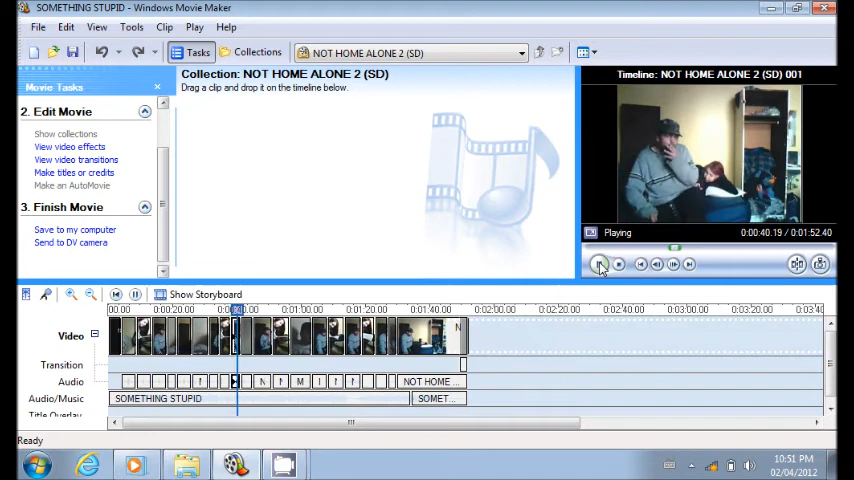 SOMETHING STUPID - Windows Movie Maker
File Edit View Tools Clip Play Help
Tasks Collections NOT HOME ALONE 2 (SD)
Movie Tasks
Collection: NOT HOME ALONE 2 (SD)
Drag a clip and drop it on the timeline below.
Timeline: NOT HOME ALONE 2 (SD) 001
2. Edit Movie
Show collections
View video effects
View video transitions
Make titles or credits
Make an AutoMovie
3. Finish Movie
Save to my computer
Send to DV camera
Playing 0:00:40.19 / 0:01:52.40
Show Storyboard
00.00 0:00:20.00 0:01:00.00 0:01:20.00 0:01:40.00 0:02:00.00 0:02:20.00 0:02:40.00 0:03:00.00 0:03:20.00 0:03:4
Video N
Transition
Audio N N N M I N N NOT HOME ...
Audio/Music SOMETHING STUPID SOMET...
Title Overlay
Ready
10:51 PM
02/04/2012